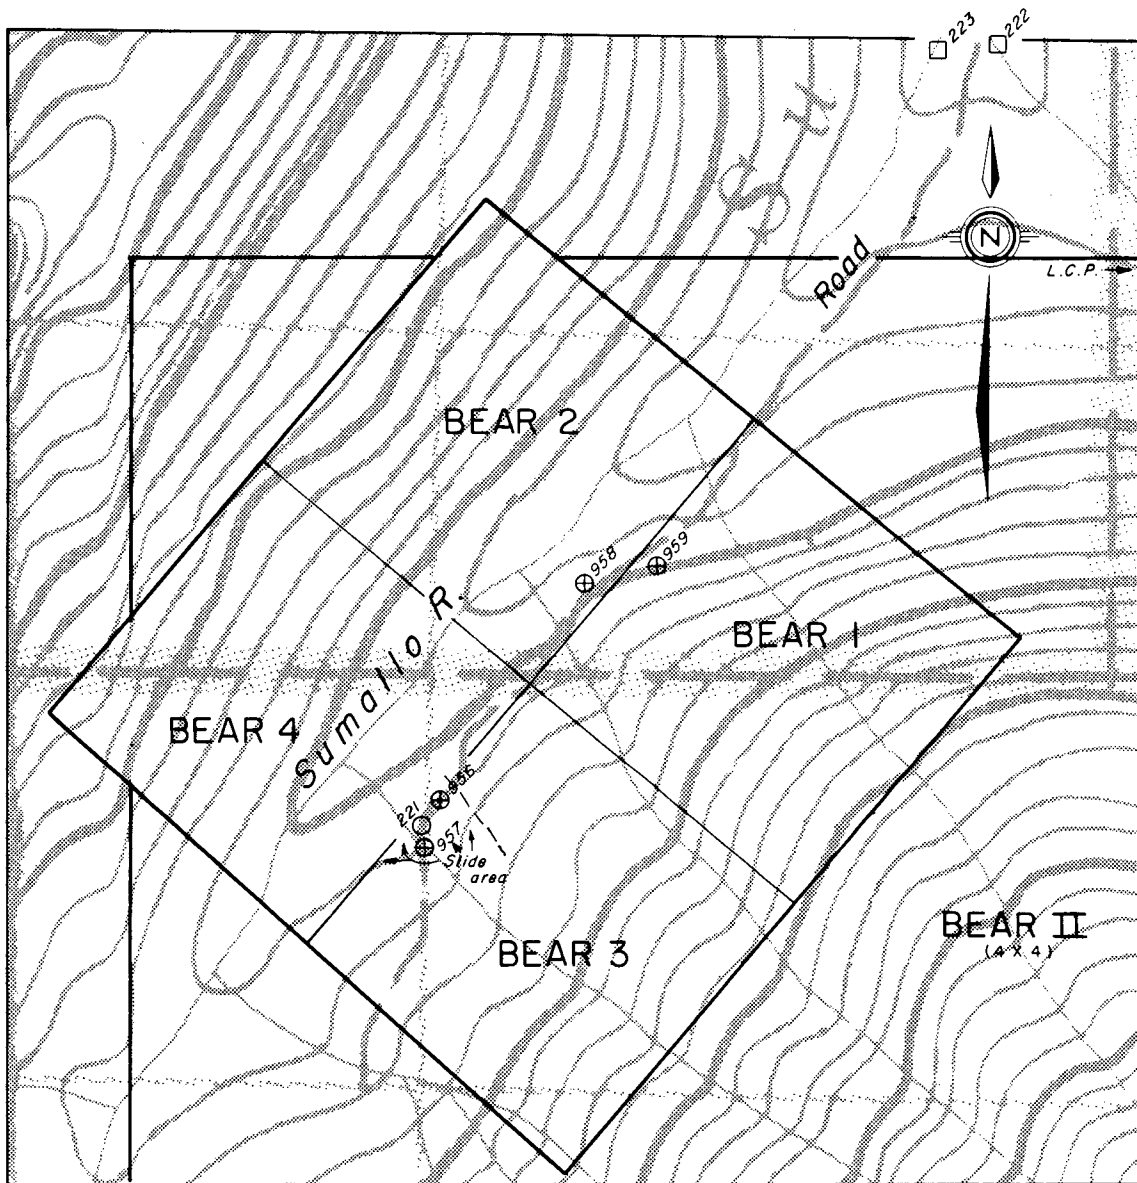 223
222
S H
N
Road
L.C.P.
BEAR 2
958
959
BEAR 1
Sumallo R.
BEAR 4
956
221
957
Slide
area
BEAR 3
BEAR II
(4 X 4)